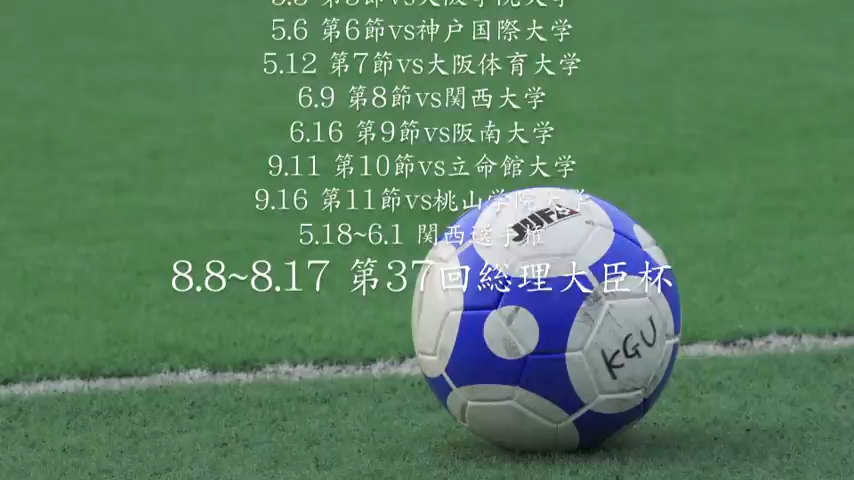 5.6 第6節vs神戸国際大学
5.12 第7節vs大阪体育大学
6.9 第8節vs関西大学
6.16 第9節vs阪南大学
9.11 第10節vs立命館大学
9.16 第11節vs桃山学院大学
5.18~6.1 関西選手権
8.8~8.17 第37回総理大臣杯
JUFA
KGU